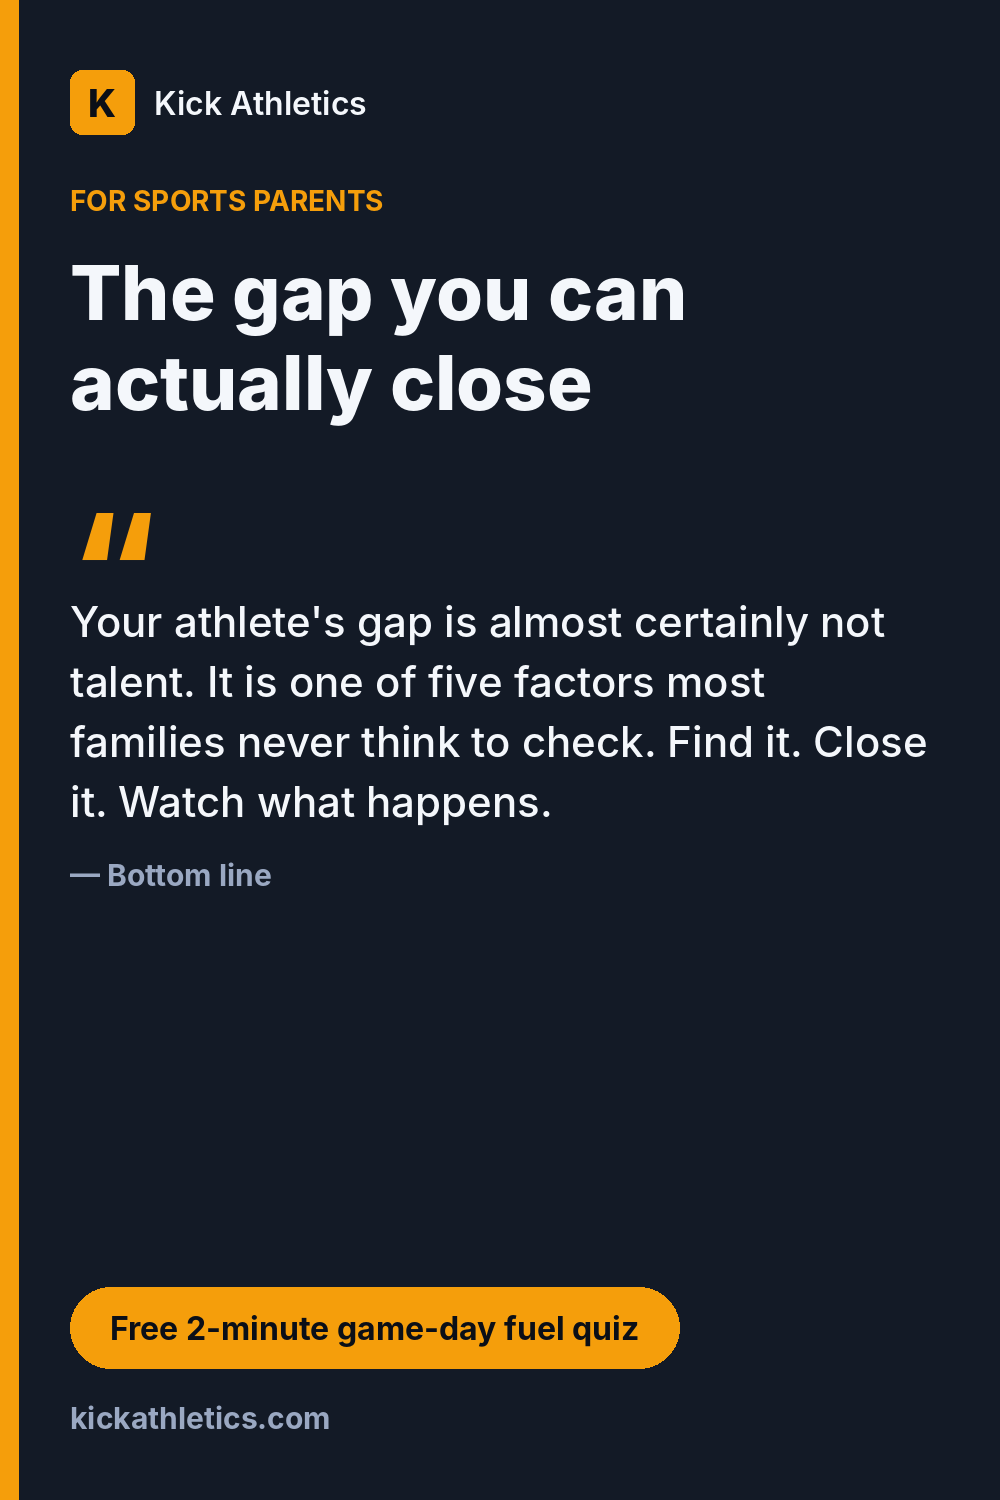 K
Kick Athletics
FOR SPORTS PARENTS
The gap you can
actually close
"
Your athlete's gap is almost certainly not
talent. It is one of five factors most
families never think to check. Find it. Close
it. Watch what happens.
— Bottom line
Free 2-minute game-day fuel quiz
kickathletics.com